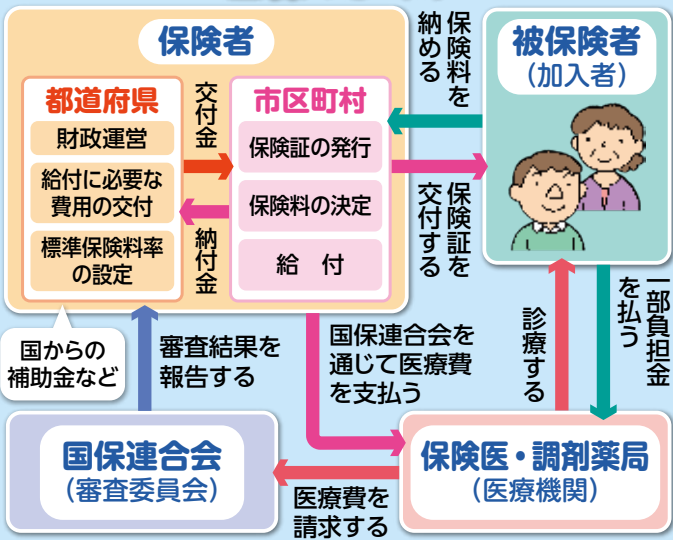 保険者
都道府県
財政運営
給付に必要な
費用の交付
標準保険料率
の設定
交付金
納付金
市区町村
保険証の発行
保険料の決定
給 付
保険料を
納める
保険証を
交付する
被保険者
(加入者)
国からの
補助金など
審査結果を
報告する
国保連合会を
通じて医療費
を支払う
診療する
一部負担金
を払う
国保連合会
(審査委員会)
医療費を
請求する
保険医・調剤薬局
(医療機関)